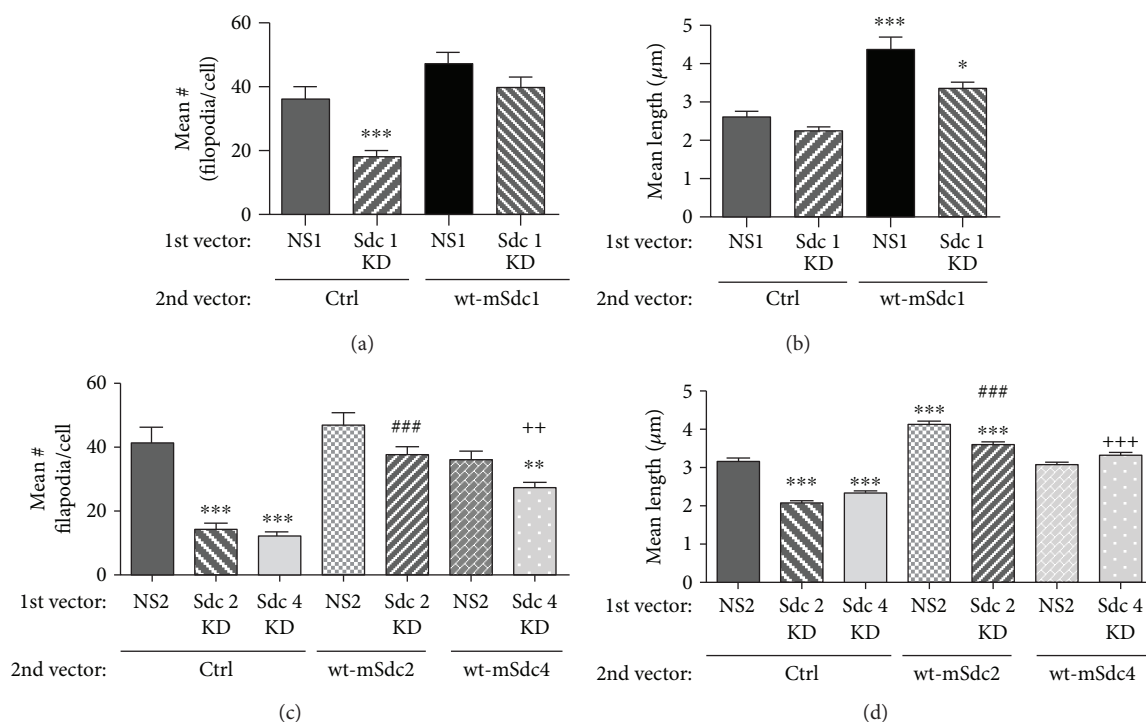 Mean #
(filopodia/cell)
60
40
20
0
***
1st vector:
NS1
Sdc 1
KD
NS1
Sdc 1
KD
2nd vector:
Ctrl
wt-mSdc1
(a)
Mean length (μm)
5
4
3
2
1
0
***
*
1st vector:
NS1
Sdc 1
KD
NS1
Sdc 1
KD
2nd vector:
Ctrl
wt-mSdc1
(b)
Mean #
filapodia/cell
60
40
20
0
***
***
###
++
**
1st vector:
NS2
Sdc 2
KD
Sdc 4
KD
NS2
Sdc 2
KD
NS2
Sdc 4
KD
2nd vector:
Ctrl
wt-mSdc2
wt-mSdc4
(c)
Mean length (μm)
5
4
3
2
1
0
***
***
***
###
***
+++
1st vector:
NS2
Sdc 2
KD
Sdc 4
KD
NS2
Sdc 2
KD
NS2
Sdc 4
KD
2nd vector:
Ctrl
wt-mSdc2
wt-mSdc4
(d)